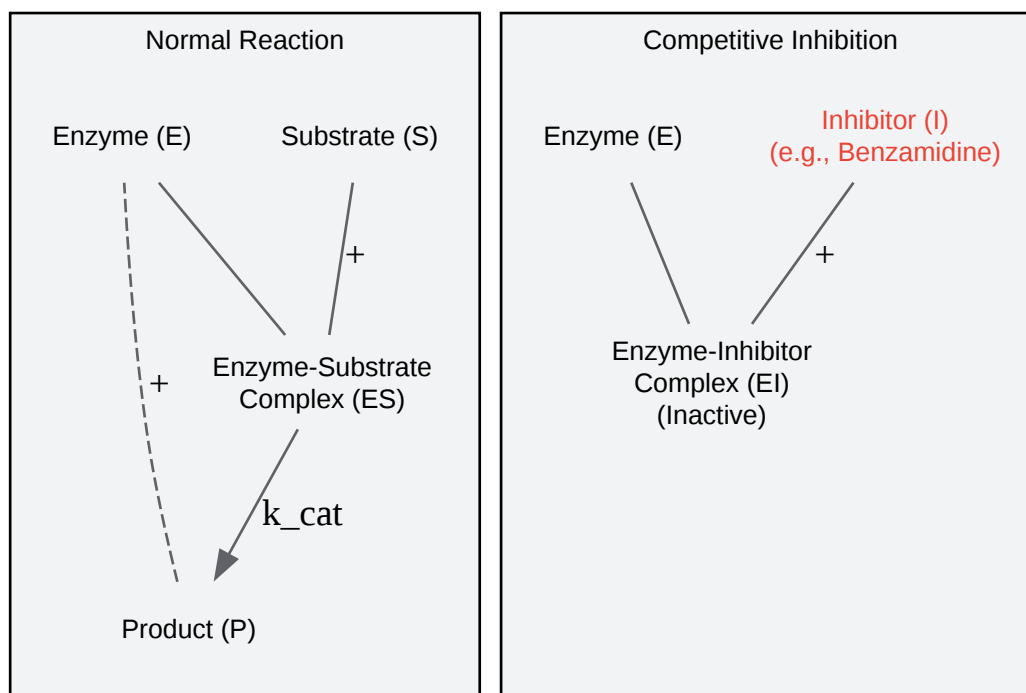 Normal Reaction
Enzyme (E)
Substrate (S)
+
+
Enzyme-Substrate
Complex (ES)
k_cat
Product (P)
Competitive Inhibition
Enzyme (E)
Inhibitor (I)
(e.g., Benzamidine)
+
Enzyme-Inhibitor
Complex (EI)
(Inactive)